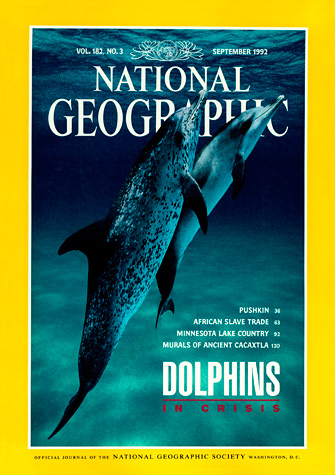 VOL. 182, NO. 3 SEPTEMBER 1992
NATIONAL
GEOGRAPHIC
PUSHKIN 36
AFRICAN SLAVE TRADE 63
MINNESOTA LAKE COUNTRY 92
MURALS OF ANCIENT CACAXTLA 120
DOLPHINS
IN CRISIS
OFFICIAL JOURNAL OF THE NATIONAL GEOGRAPHIC SOCIETY WASHINGTON, D.C.